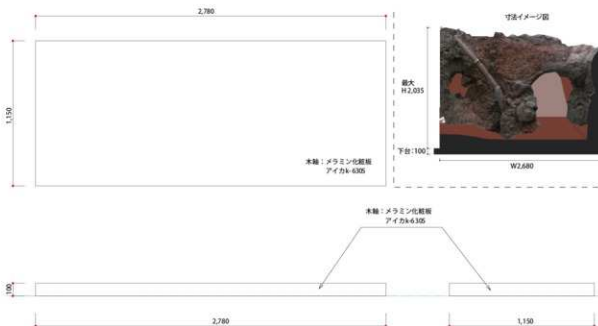 2,780
寸法イメージ図
1,150
最大
H2,035
木軸：メラミン化粧板
アイカk-6305
下台：100
W2,680
木軸：メラミン化粧板
アイカk-6305
100
2,780
1,150